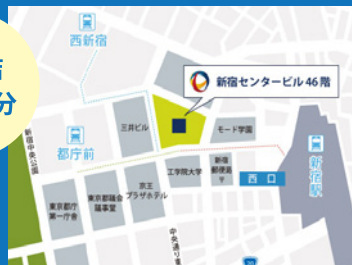 西新宿
分
新宿センタービル 46 階
三井ビル
モード学園
都庁前
新宿中央公園
工学院大学
新宿
郵便局
〒
西 口
新宿駅
京王
プラザホテル
東京都議会
議事堂
東京都庁
第一庁舎
中央通り